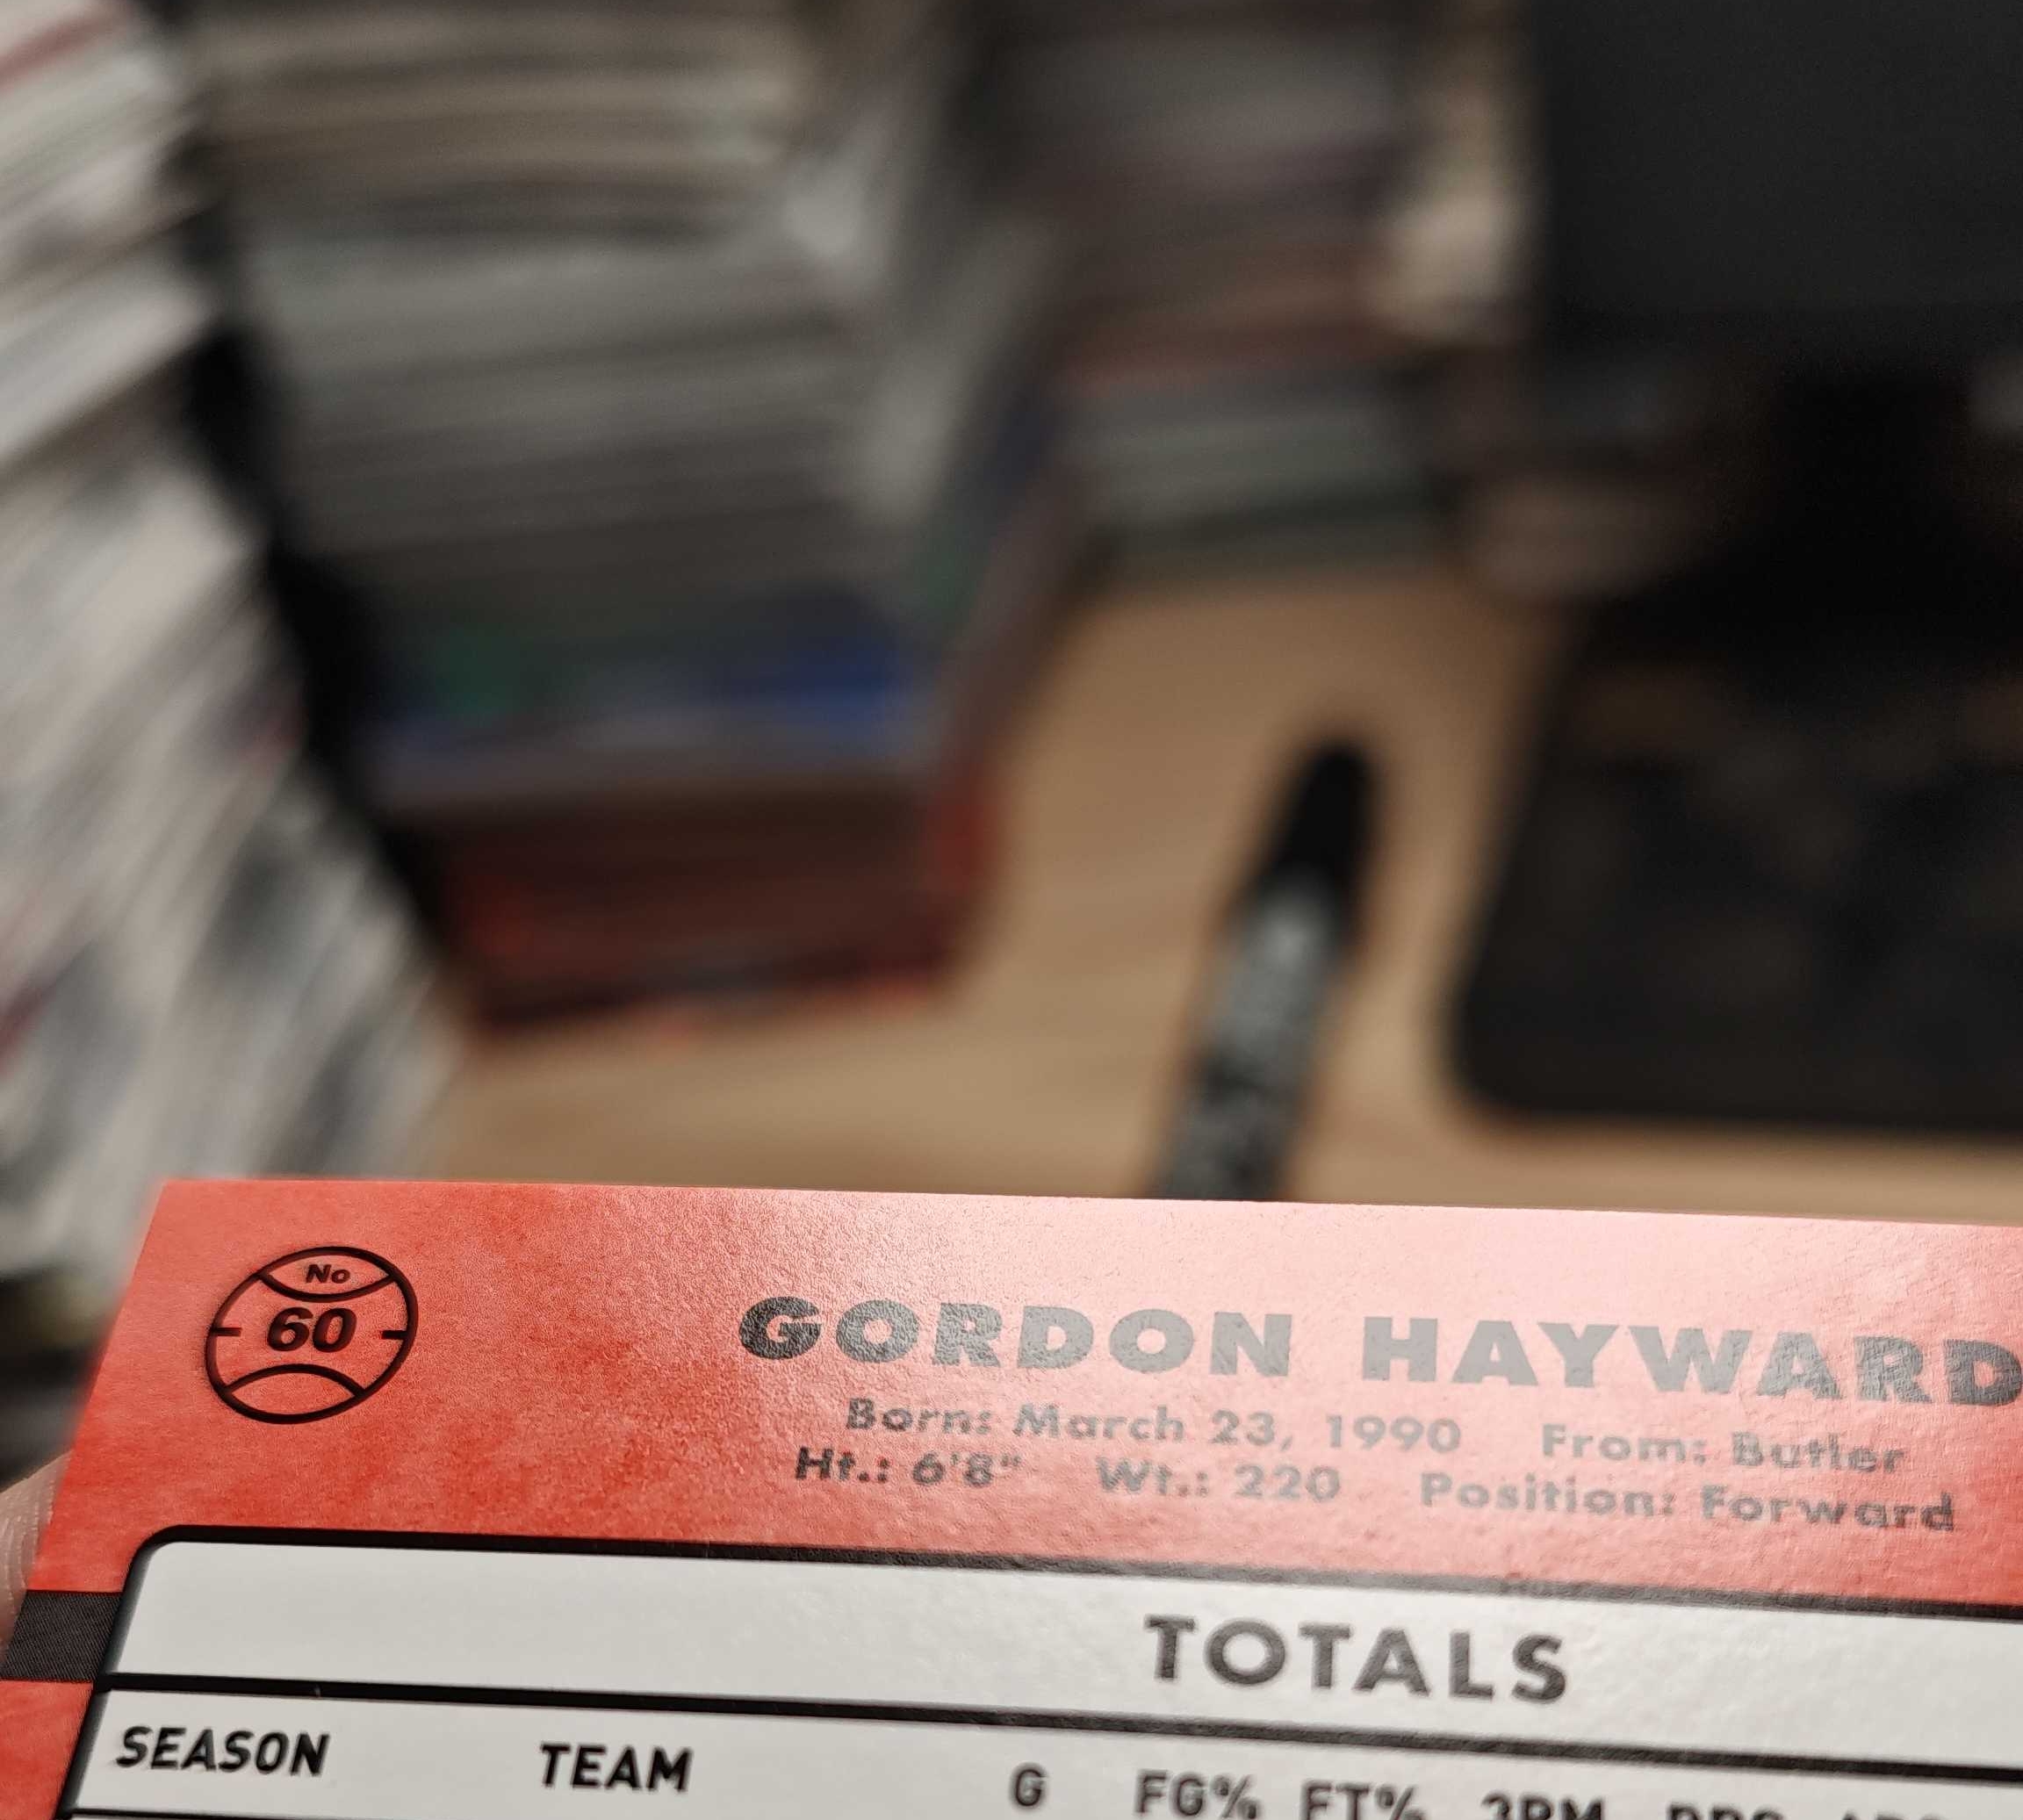 No
60
GORDON HAYWARD
Born: March 23, 1990 From: Butler
Ht.: 6'8" Wt.: 220 Position: Forward
TOTALS
SEASON TEAM G FG% FT% 3PM